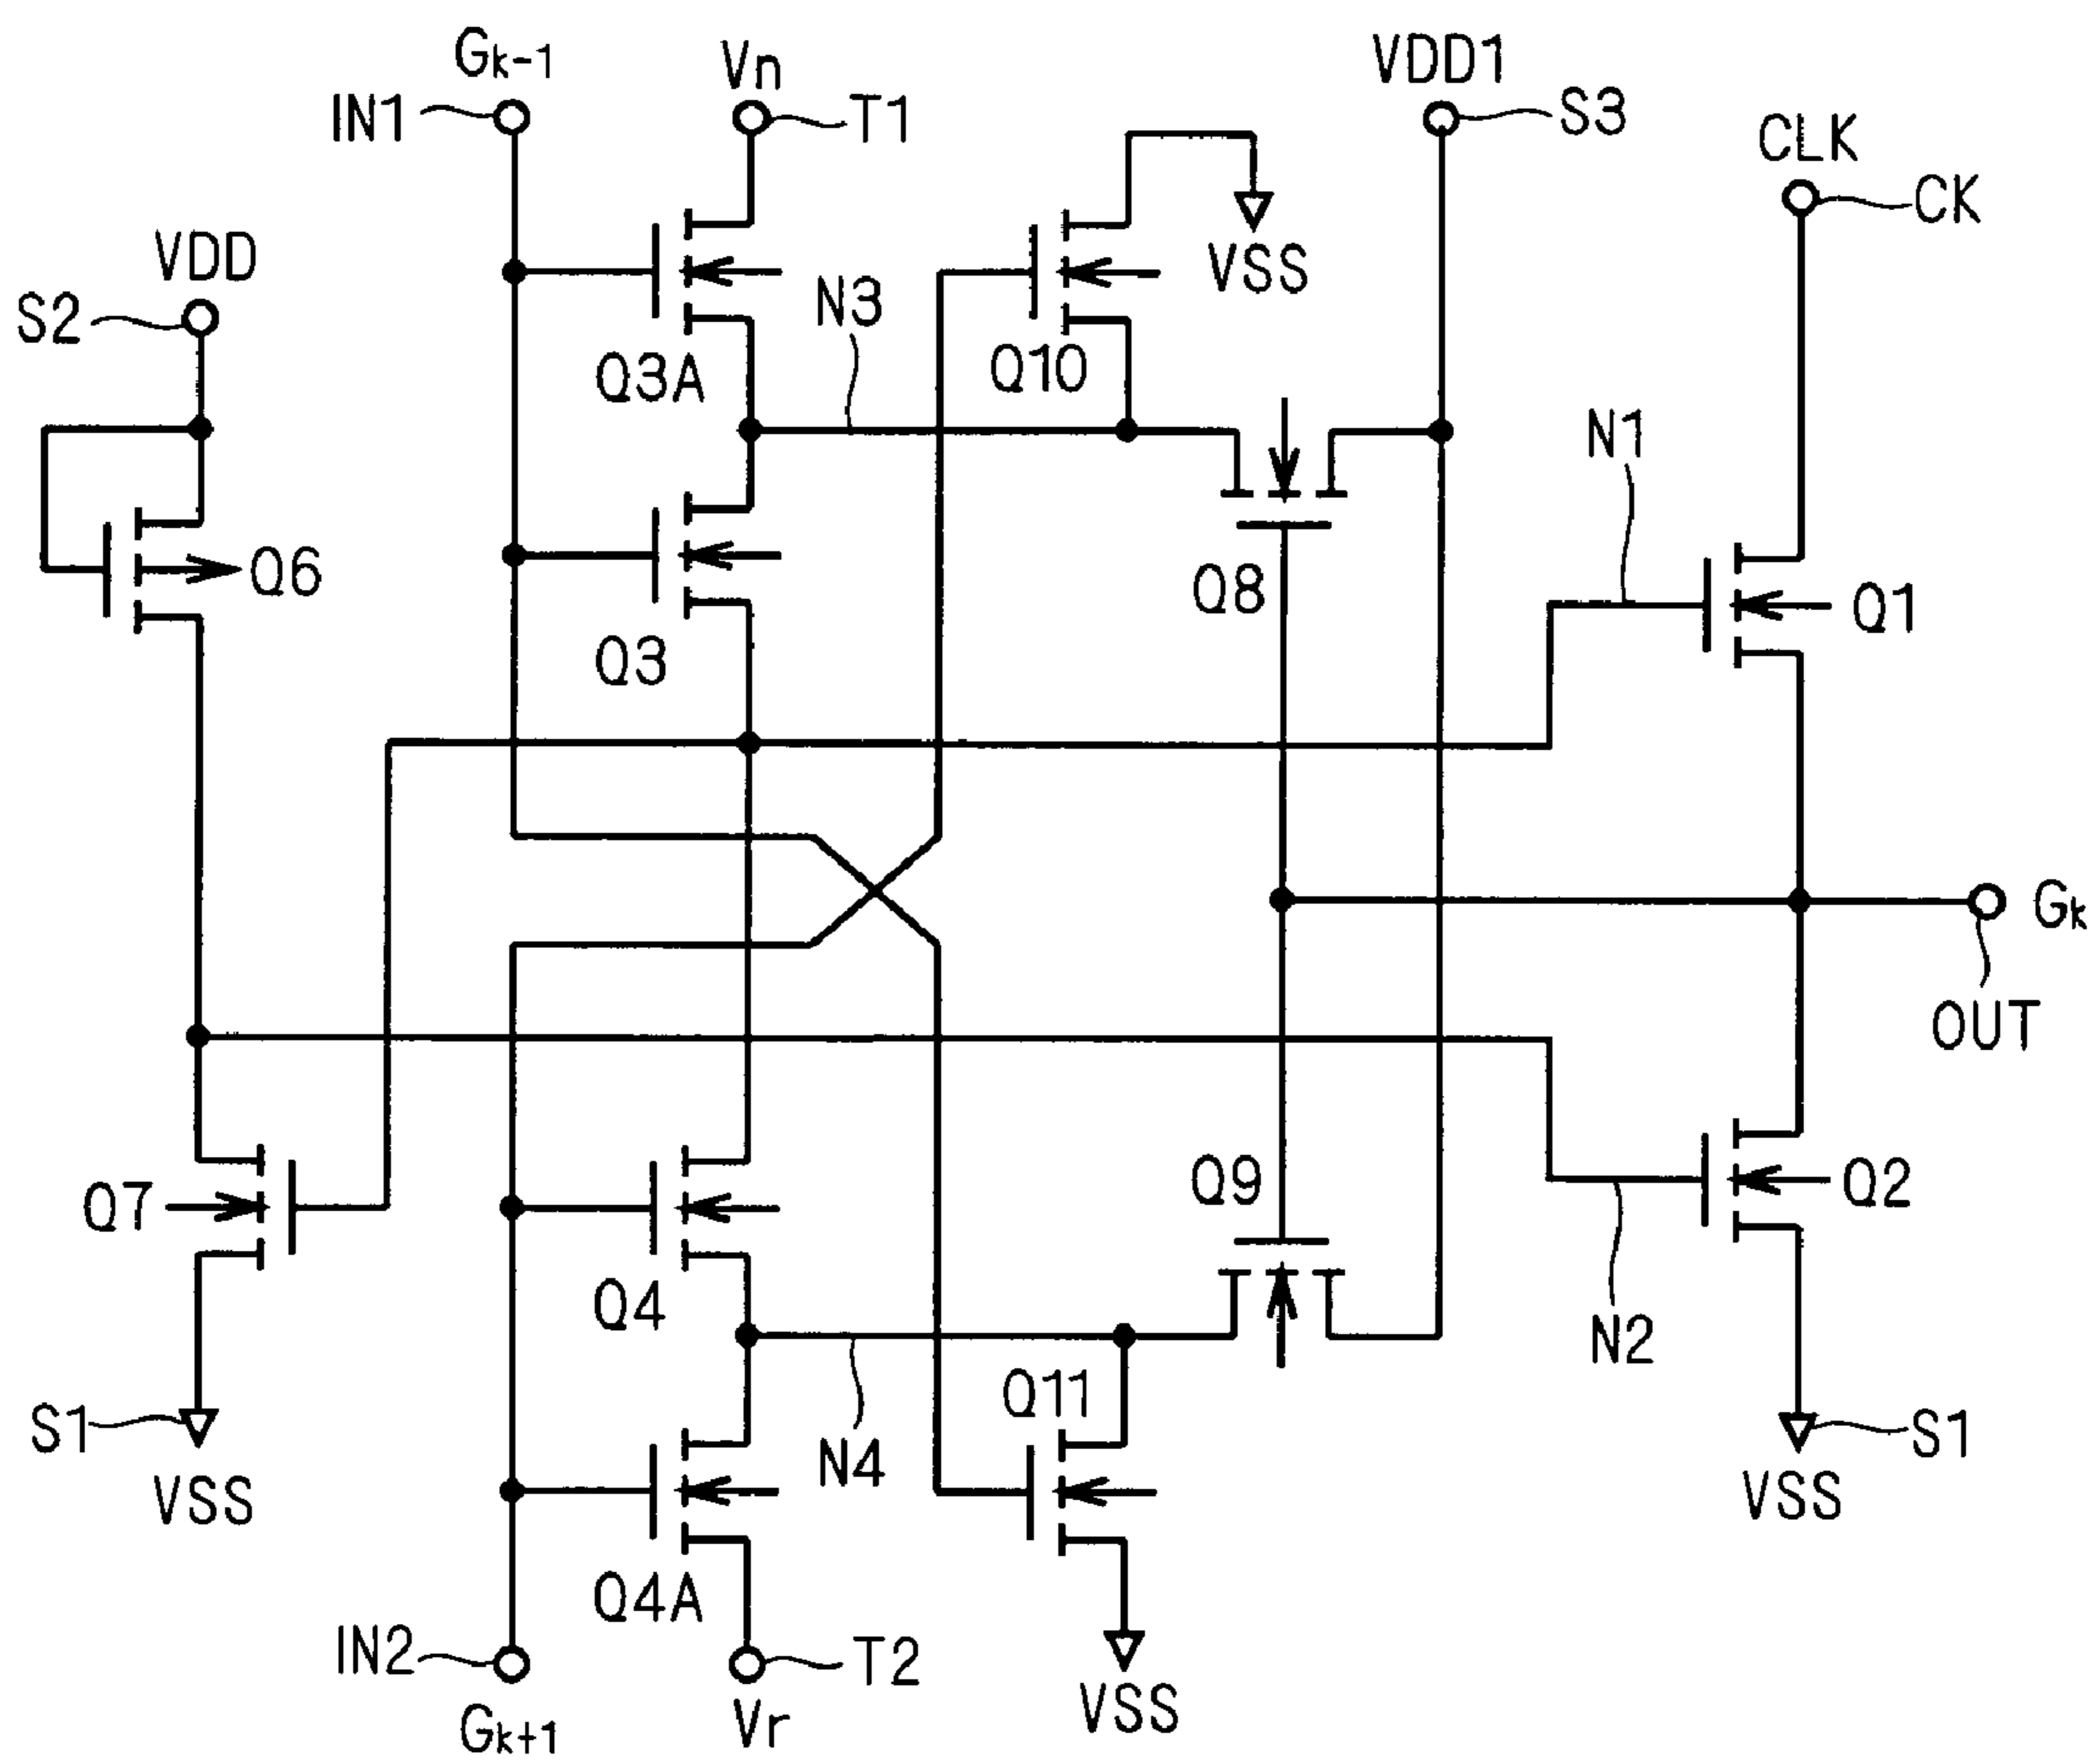 Gk-1
Vn
VDD1
IN1
T1
S3
CLK
CK
VDD
VSS
S2
N3
Q3A
Q10
N1
Q6
Q8
Q1
Q3
Gk
OUT
Q7
Q9
Q2
Q4
N2
Q11
S1
N4
S1
VSS
VSS
Q4A
IN2
T2
Gk+1
Vr
VSS